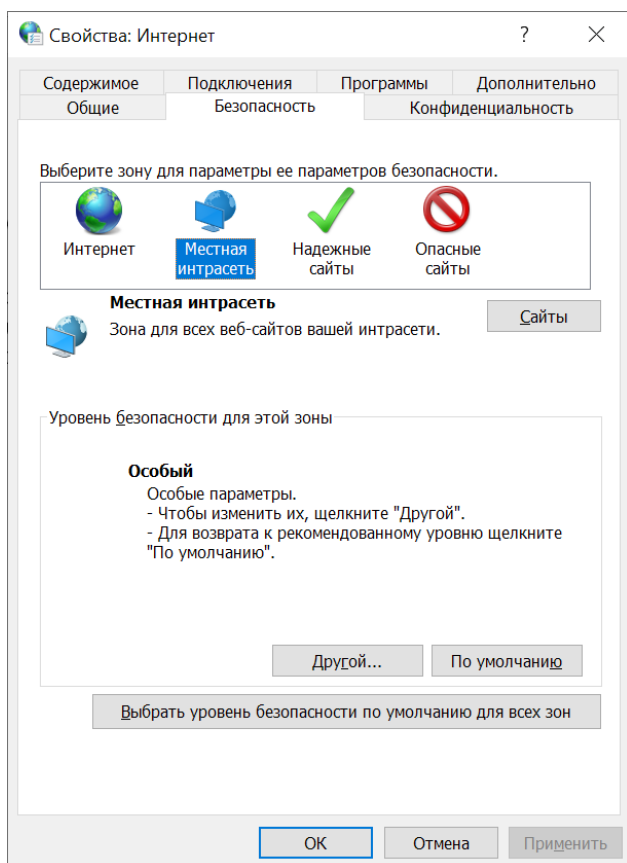 Свойства: Интернет
?
Содержимое Подключения Программы Дополнительно
Общие Безопасность Конфиденциальность
Выберите зону для параметры ее параметров безопасности.
Интернет
Местная интрасеть
Надежные сайты
Опасные сайты
Местная интрасеть
Зона для всех веб-сайтов вашей интрасети.
Сайты
Уровень безопасности для этой зоны
Особый
Особые параметры.
- Чтобы изменить их, щелкните "Другой".
- Для возврата к рекомендованному уровню щелкните
"По умолчанию".
Другой... По умолчанию
Выбрать уровень безопасности по умолчанию для всех зон
ОК Отмена Применить